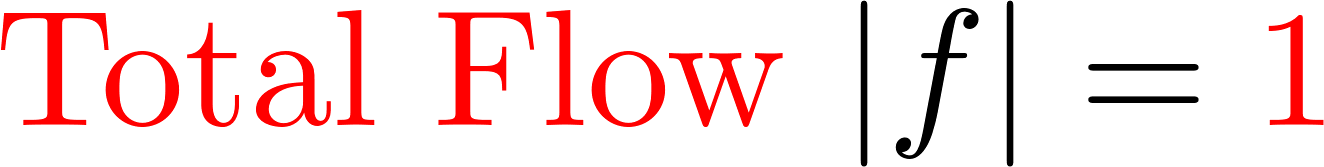 Total Flow |f| = 1